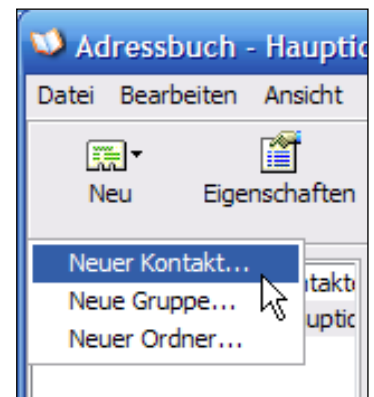 Adressbuch - Hauptic
Datei Bearbeiten Ansicht
Neu Eigenschaften
Neuer Kontakt...
Neue Gruppe...
Neuer Ordner...